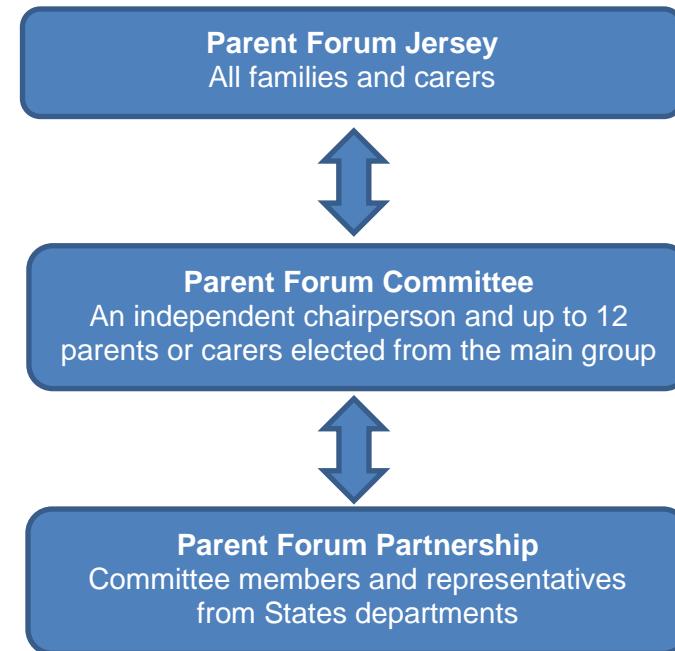 Parent Forum Jersey
All families and carers
Parent Forum Committee
An independent chairperson and up to 12
parents or carers elected from the main group
Parent Forum Partnership
Committee members and representatives
from States departments